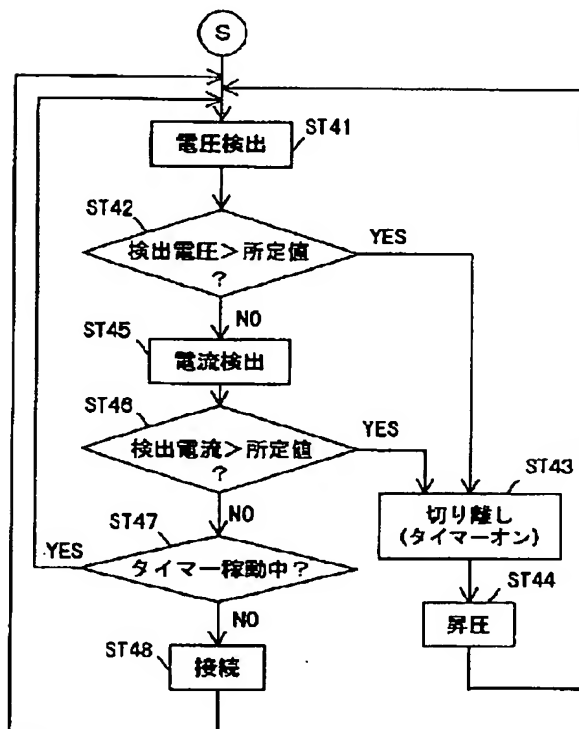 S
電圧検出
ST41
ST42
検出電圧>所定値
?
YES
NO
ST45
電流検出
ST46
検出電流>所定値
?
YES
NO
ST43
切り離し
(タイマーオン)
ST47
タイマー稼動中?
YES
NO
ST44
昇圧
ST48
接続